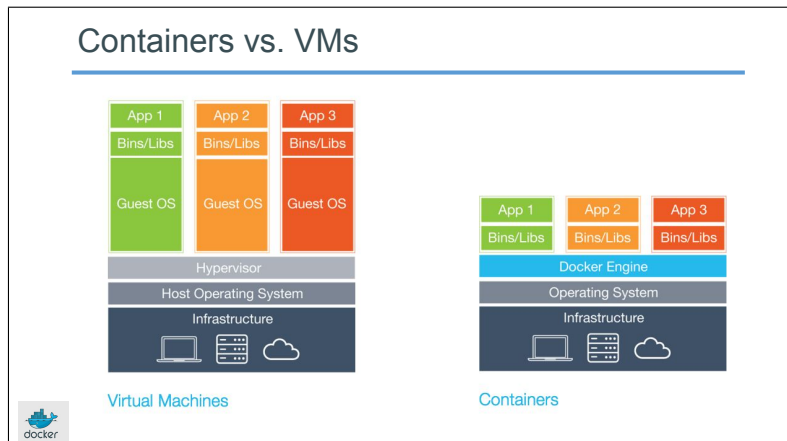 Containers vs. VMs
App 1 App 2 App 3
Bins/Libs Bins/Libs Bins/Libs
Guest OS Guest OS Guest OS
Hypervisor
Host Operating System
Infrastructure
Virtual Machines
App 1 App 2 App 3
Bins/Libs Bins/Libs Bins/Libs
Docker Engine
Operating System
Infrastructure
Containers
docker